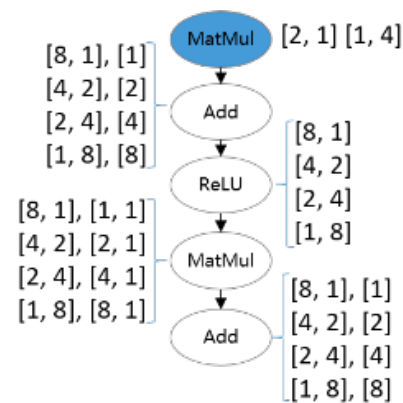 MatMul [2, 1] [1, 4]
[8, 1], [1]
[4, 2], [2]
[2, 4], [4]
[1, 8], [8]
Add
ReLU
[8, 1]
[4, 2]
[2, 4]
[1, 8]
[8, 1], [1, 1]
[4, 2], [2, 1]
[2, 4], [4, 1]
[1, 8], [8, 1]
MatMul
Add
[8, 1], [1]
[4, 2], [2]
[2, 4], [4]
[1, 8], [8]